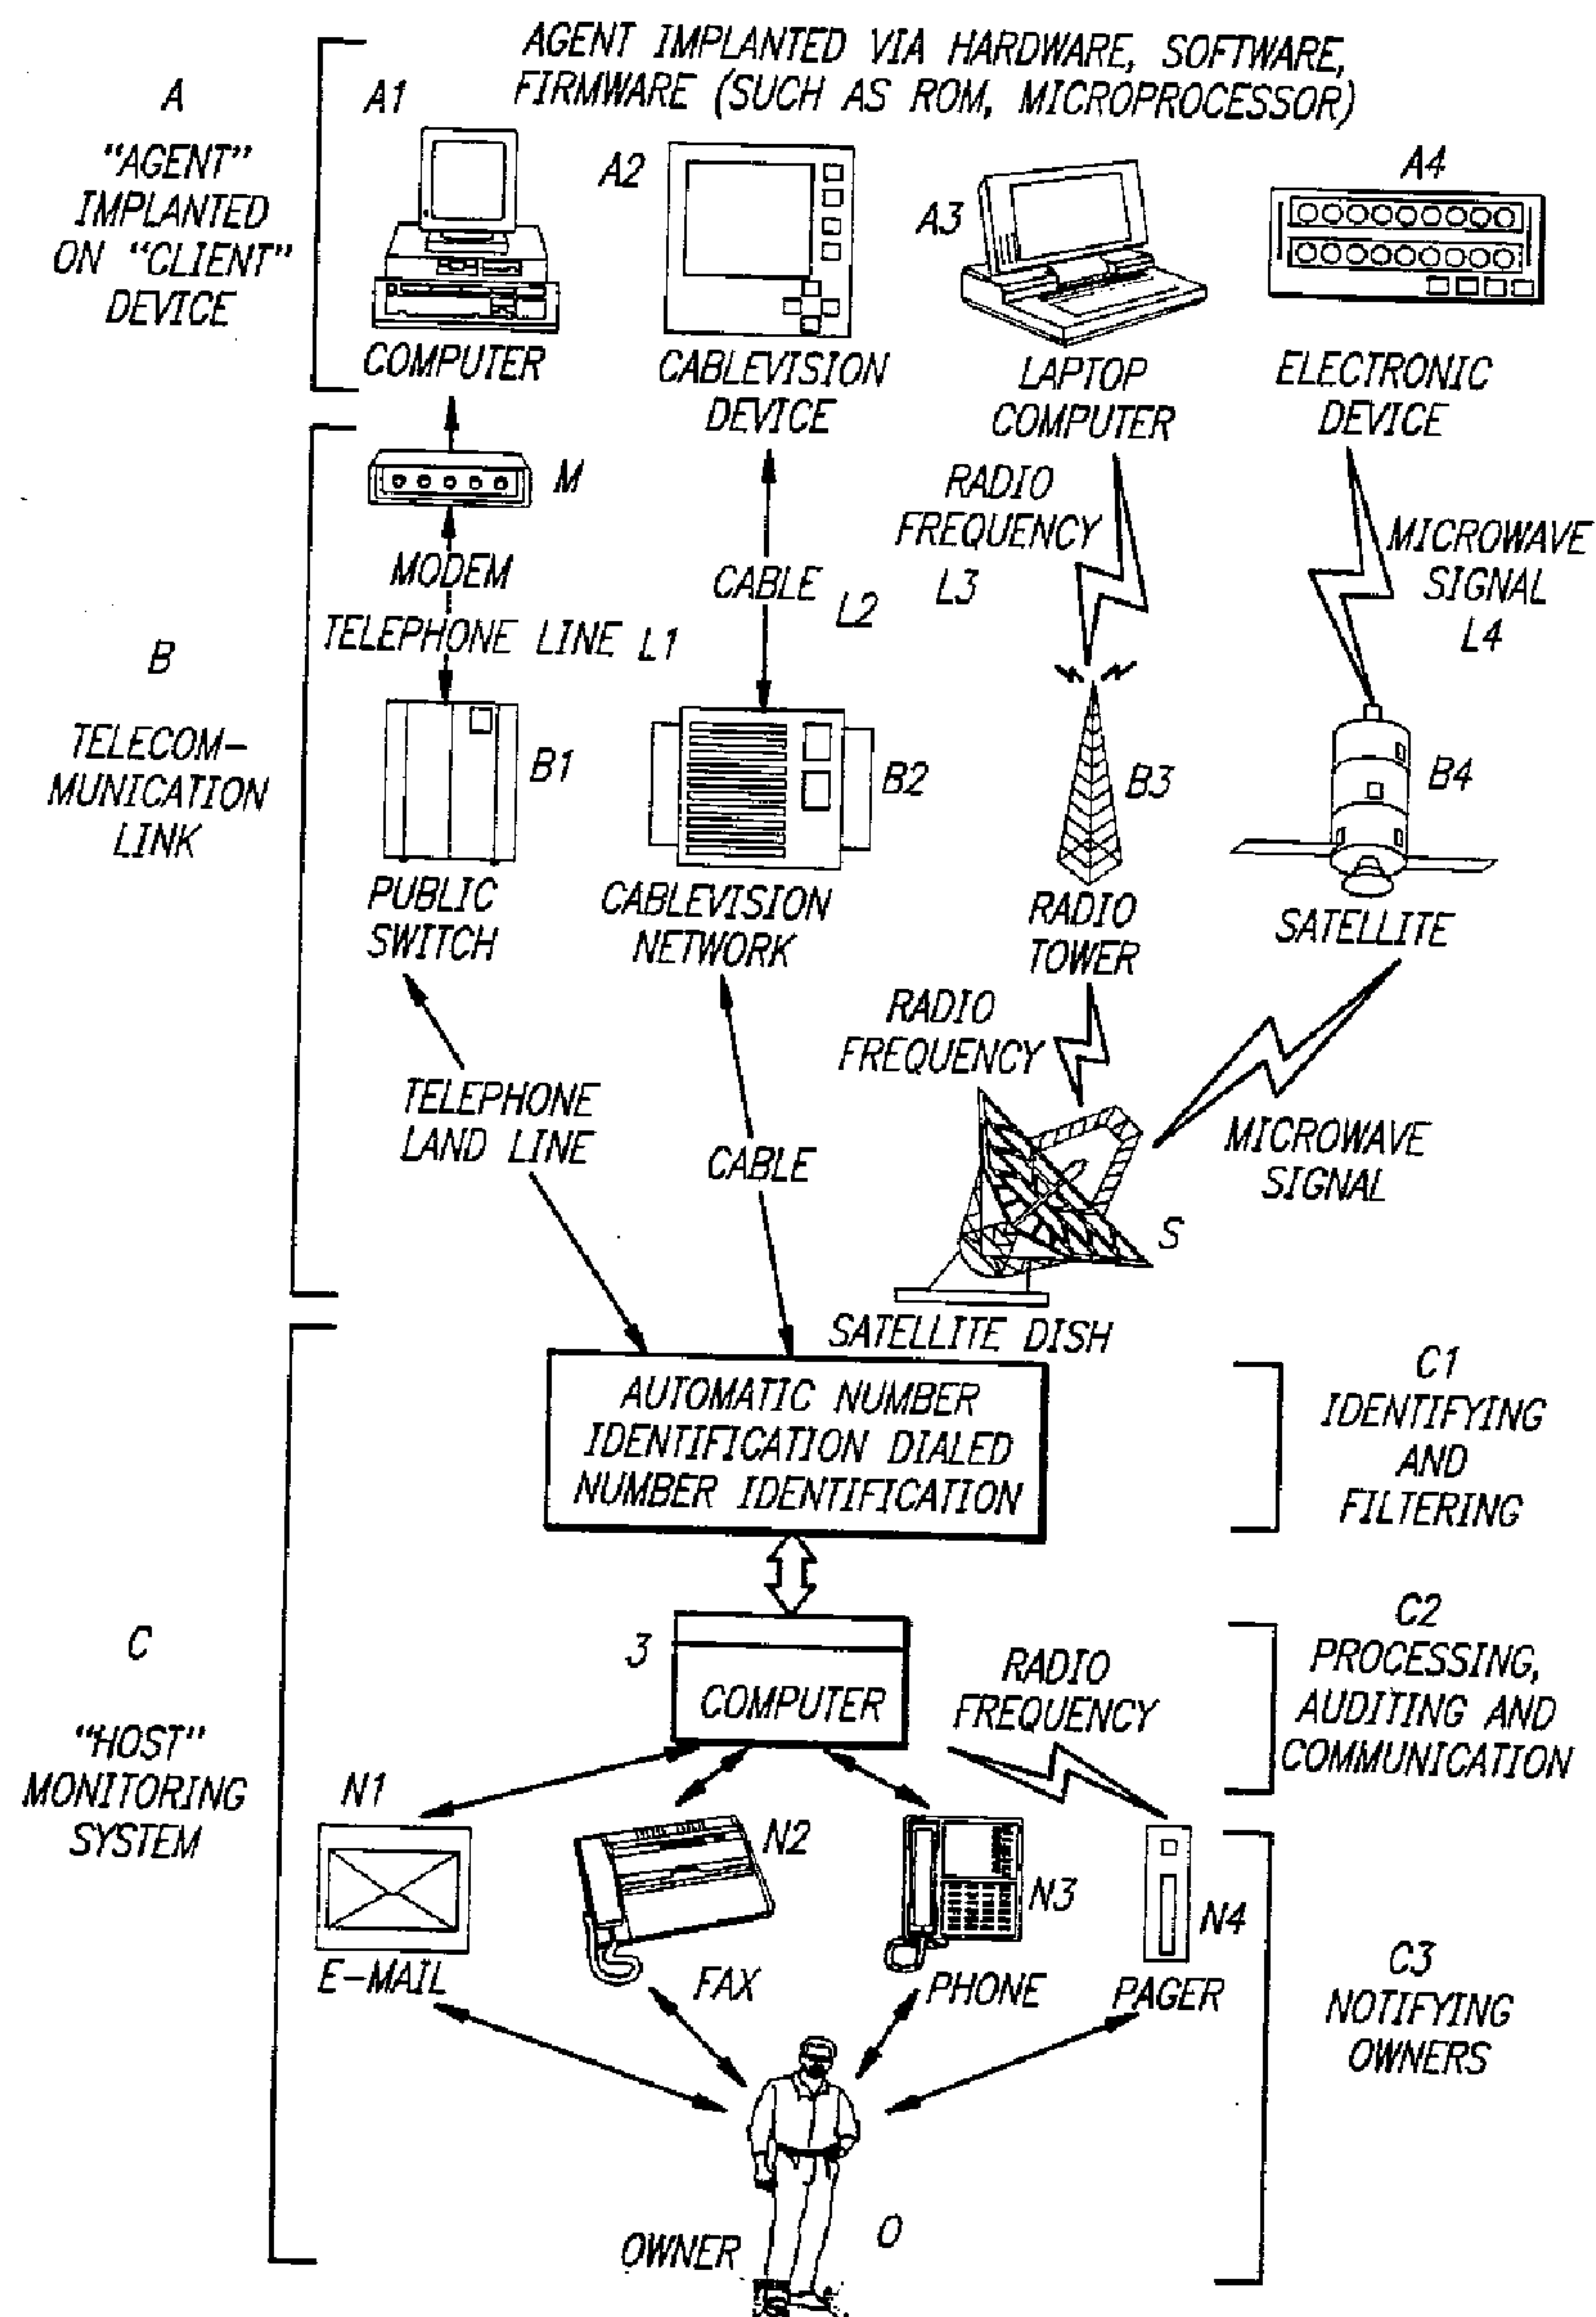 AGENT IMPLANTED VIA HARDWARE, SOFTWARE,
FIRMWARE (SUCH AS ROM, MICROPROCESSOR)
A
"AGENT"
IMPLANTED
ON "CLIENT"
DEVICE
A1
COMPUTER
A2
CABLEVISION
DEVICE
A3
LAPTOP
COMPUTER
A4
ELECTRONIC
DEVICE
B
TELECOM-
MUNICATION
LINK
M
MODEM
TELEPHONE LINE L1
CABLE
L2
RADIO
FREQUENCY
L3
MICROWAVE
SIGNAL
L4
B1
PUBLIC
SWITCH
B2
CABLEVISION
NETWORK
B3
RADIO
TOWER
B4
SATELLITE
TELEPHONE
LAND LINE
CABLE
RADIO
FREQUENCY
MICROWAVE
SIGNAL
S
SATELLITE DISH
C
"HOST"
MONITORING
SYSTEM
AUTOMATIC NUMBER
IDENTIFICATION DIALED
NUMBER IDENTIFICATION
C1
IDENTIFYING
AND
FILTERING
3
COMPUTER
RADIO
FREQUENCY
C2
PROCESSING,
AUDITING AND
COMMUNICATION
N1
E-MAIL
N2
FAX
N3
PHONE
N4
PAGER
C3
NOTIFYING
OWNERS
OWNER
O